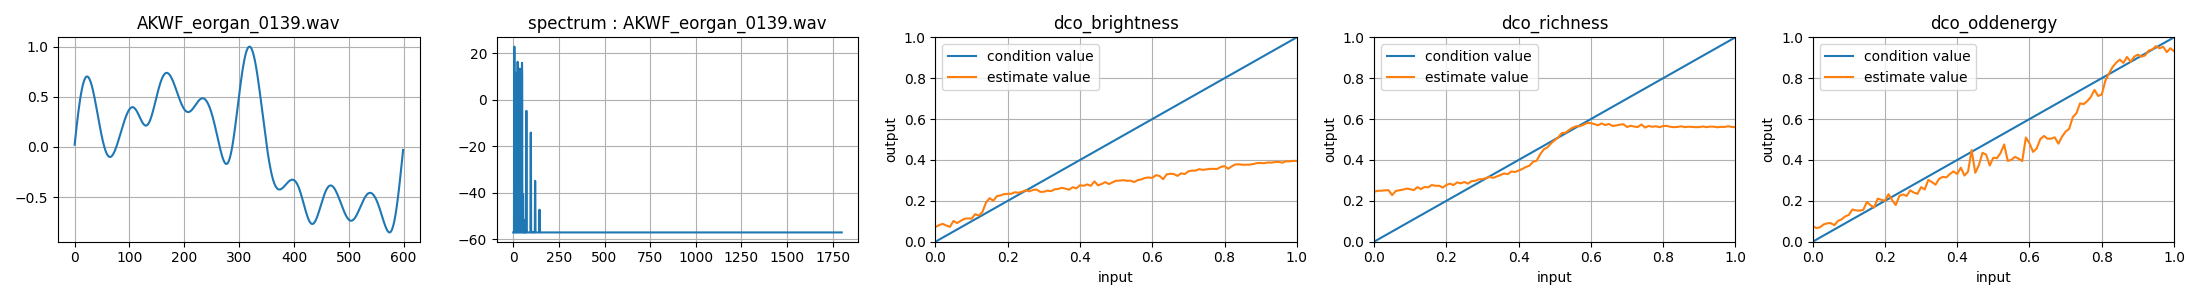 AKWF_eorgan_0139.wav
1.0
0.5
0.0
−0.5
0 100 200 300 400 500 600
spectrum : AKWF_eorgan_0139.wav
20
0
−20
−40
−60
0 250 500 750 1000 1250 1500 1750
dco_brightness
condition value
estimate value
output
1.0
0.8
0.6
0.4
0.2
0.0
0.0 0.2 0.4 0.6 0.8 1.0
input
dco_richness
condition value
estimate value
output
1.0
0.8
0.6
0.4
0.2
0.0
0.0 0.2 0.4 0.6 0.8 1.0
input
dco_oddenergy
condition value
estimate value
output
1.0
0.8
0.6
0.4
0.2
0.0
0.0 0.2 0.4 0.6 0.8 1.0
input